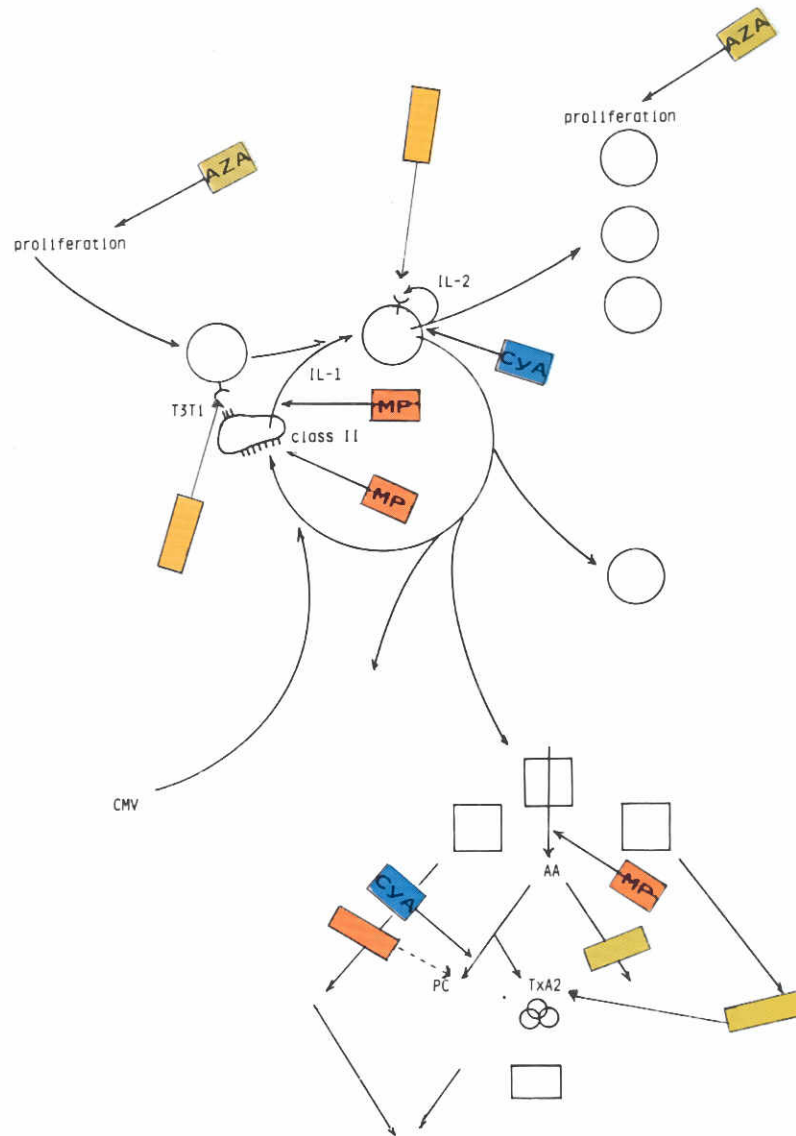 AZA
proliferation
AZA
proliferation
IL-2
CyA
IL-1
T3Ti
MP
class II
MP
CMV
AA
MP
CyA
PC
TxA2